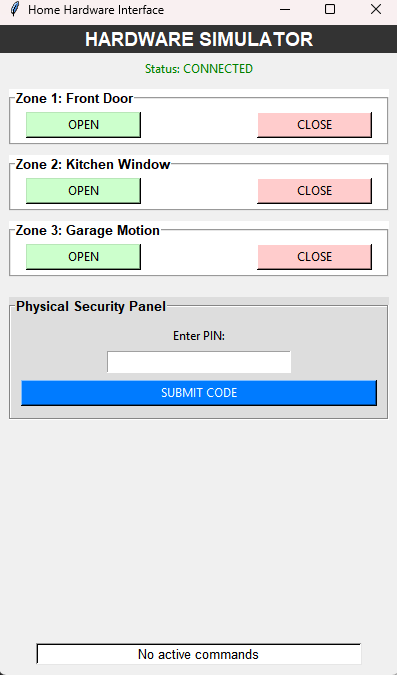 Home Hardware Interface
HARDWARE SIMULATOR
Status: CONNECTED
Zone 1: Front Door
OPEN CLOSE
Zone 2: Kitchen Window
OPEN CLOSE
Zone 3: Garage Motion
OPEN CLOSE
Physical Security Panel
Enter PIN:
SUBMIT CODE
No active commands